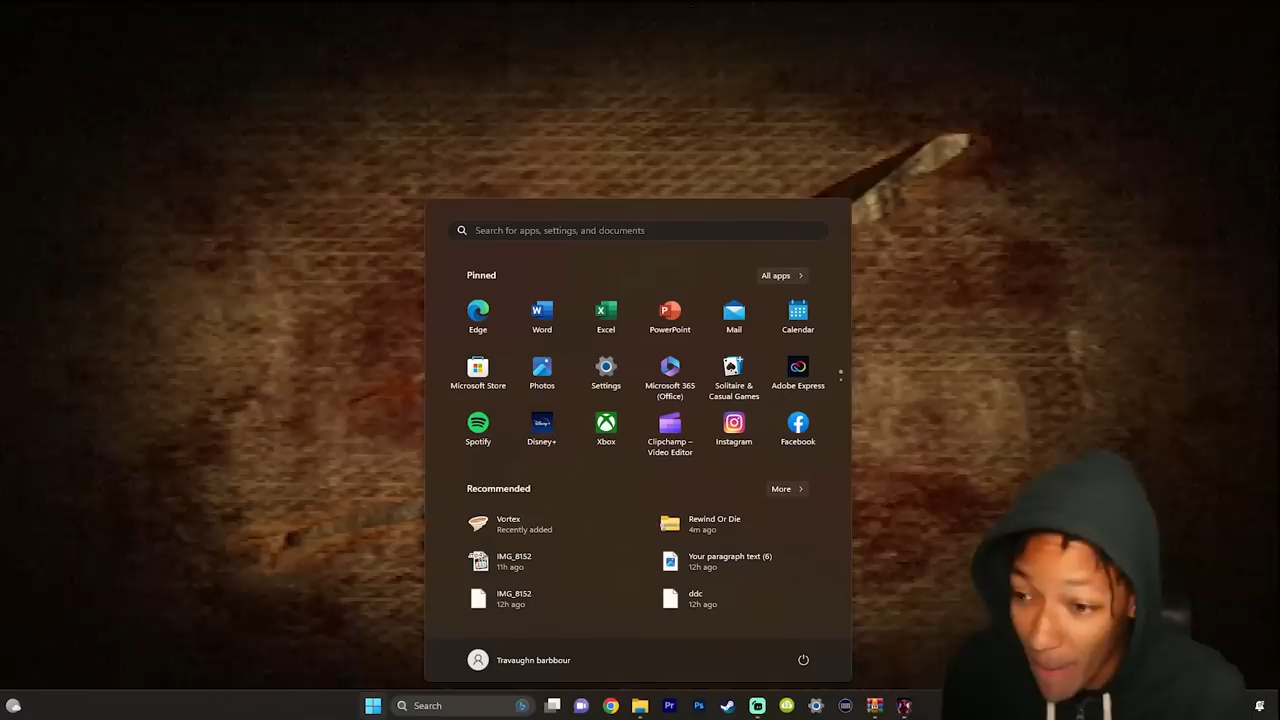 Search for apps, settings, and documents
Pinned
All apps
Edge
Word
Excel
PowerPoint
Mail
Calendar
Microsoft Store
Photos
Settings
Microsoft 365
(Office)
Solitaire &
Casual Games
Adobe Express
Spotify
Disney+
Xbox
Clipchamp –
Video Editor
Instagram
Facebook
Recommended
More
Vortex
Recently added
Rewind Or Die
4m ago
IMG_8152
11h ago
Your paragraph text (6)
12h ago
IMG_8152
12h ago
ddc
12h ago
Travaughn barbbour
Search
Pr
Ps